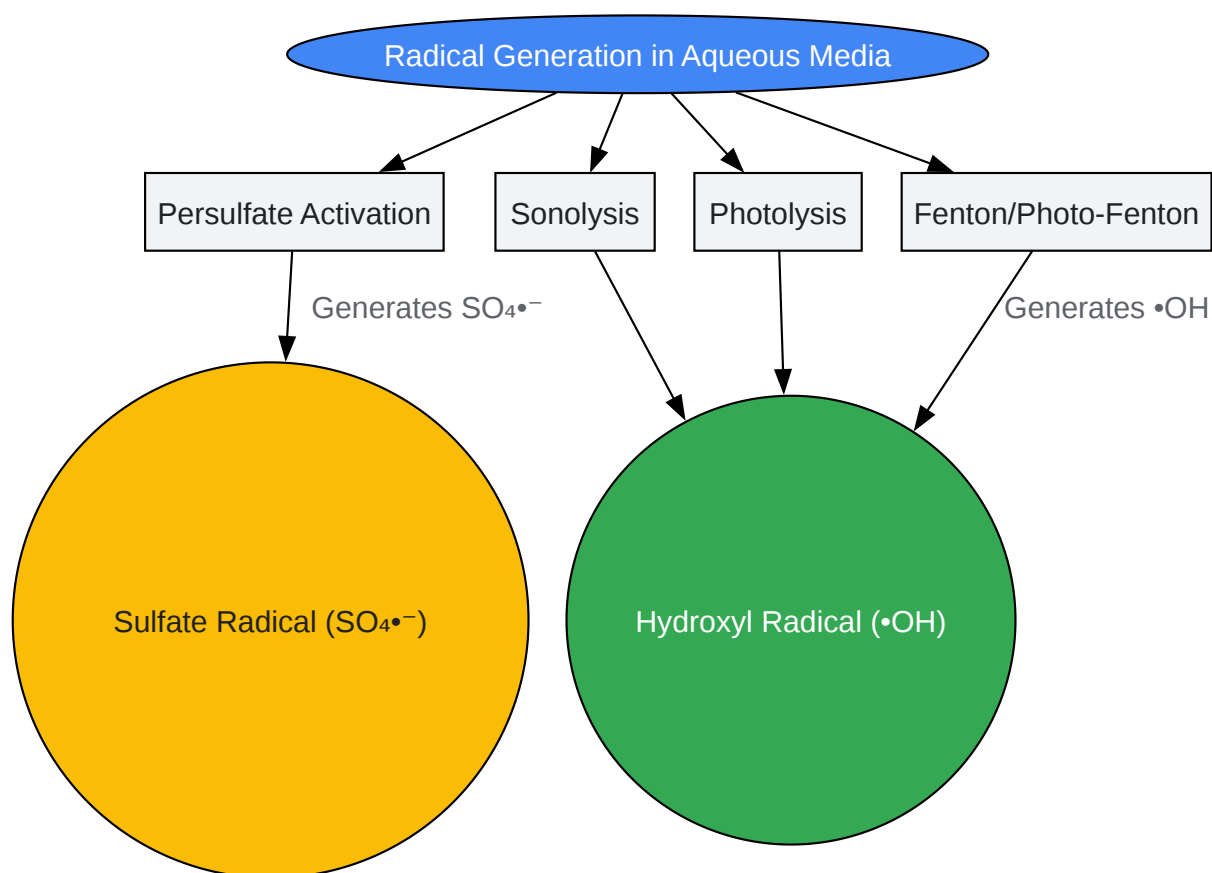 Radical Generation in Aqueous Media
Persulfate Activation
Sonolysis
Photolysis
Fenton/Photo-Fenton
Generates SO₄•⁻
Generates •OH
Sulfate Radical (SO₄•⁻)
Hydroxyl Radical (•OH)